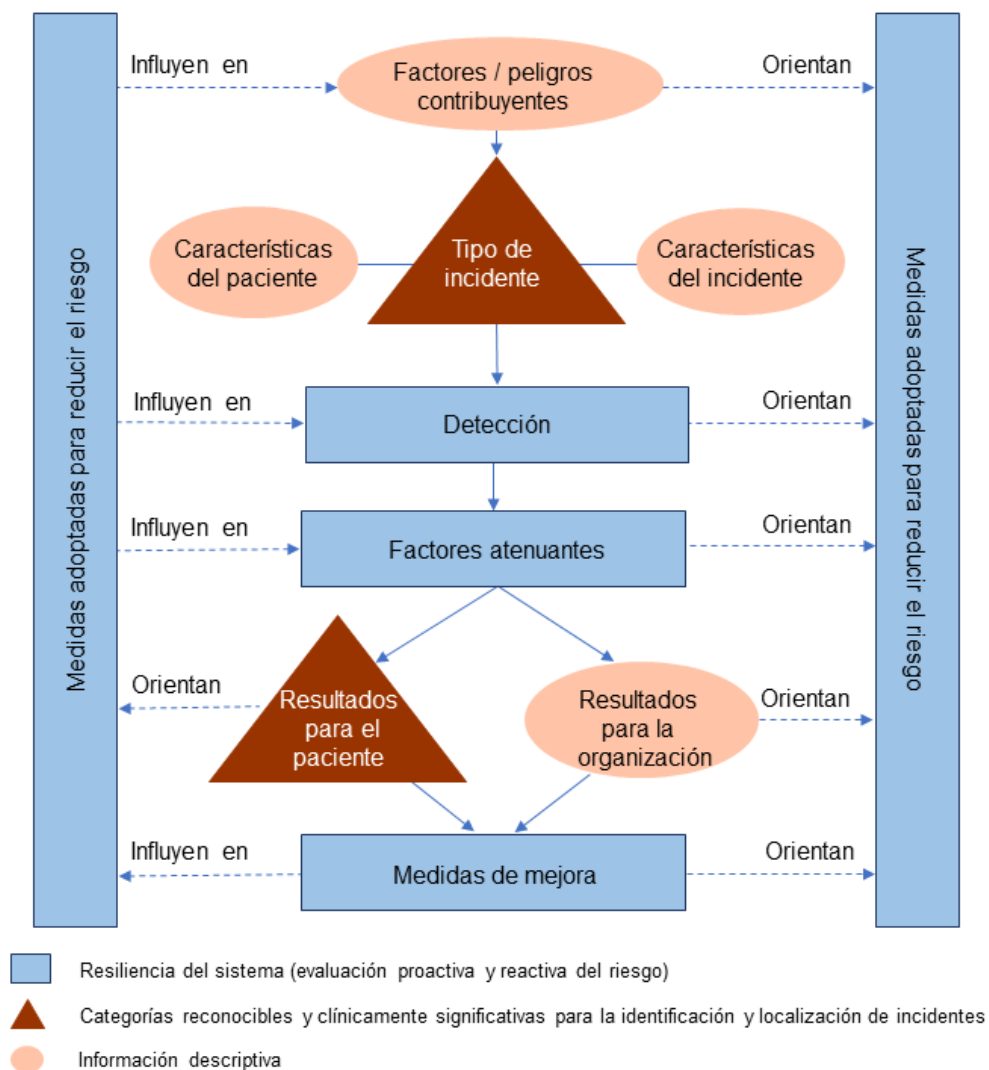 Medidas adoptadas para reducir el riesgo
Influyen en
Factores / peligros
contribuyentes
Orientan
Medidas adoptadas para reducir el riesgo
Características
del paciente
Tipo de
incidente
Características
del incidente
Influyen en
Detección
Orientan
Influyen en
Factores atenuantes
Orientan
Orientan
Resultados
para el
paciente
Resultados
para la
organización
Orientan
Influyen en
Medidas de mejora
Orientan
Resiliencia del sistema (evaluación proactiva y reactiva del riesgo)
Categorías reconocibles y clínicamente significativas para la identificación y localización de incidentes
Información descriptiva